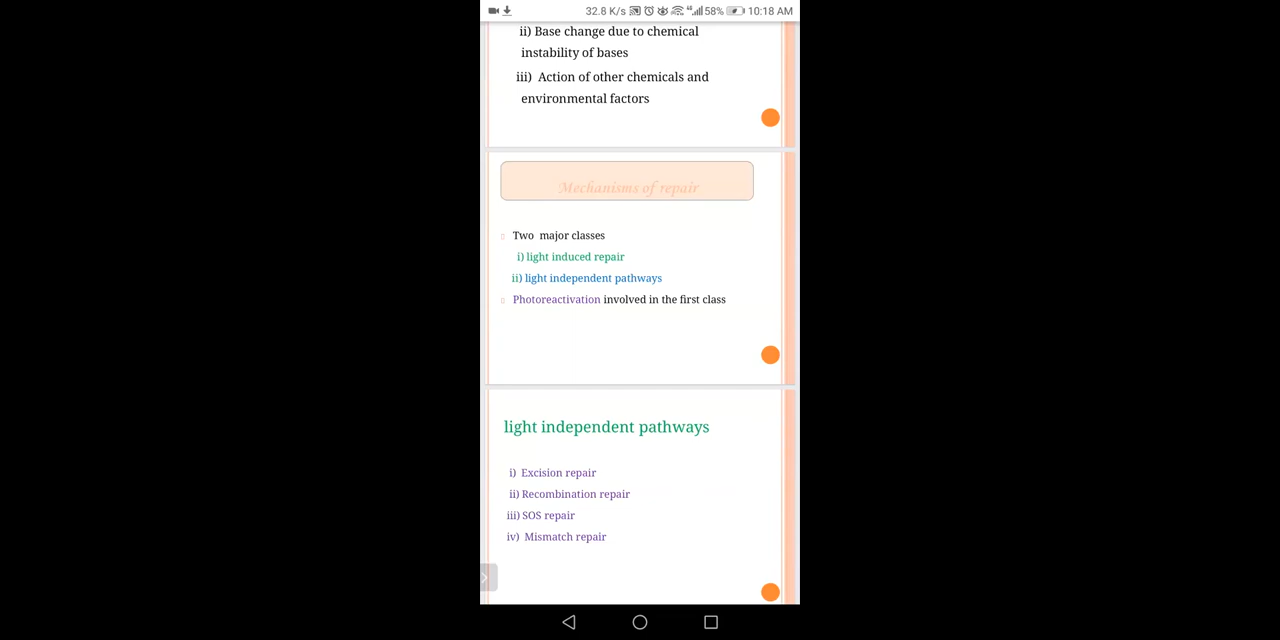 32.8 K/s 58% 10:18 AM
ii) Base change due to chemical
instability of bases
iii) Action of other chemicals and
environmental factors
Mechanisms of repair
Two major classes
i) light induced repair
ii) light independent pathways
Photoreactivation involved in the first class
light independent pathways
i) Excision repair
ii) Recombination repair
iii) SOS repair
iv) Mismatch repair